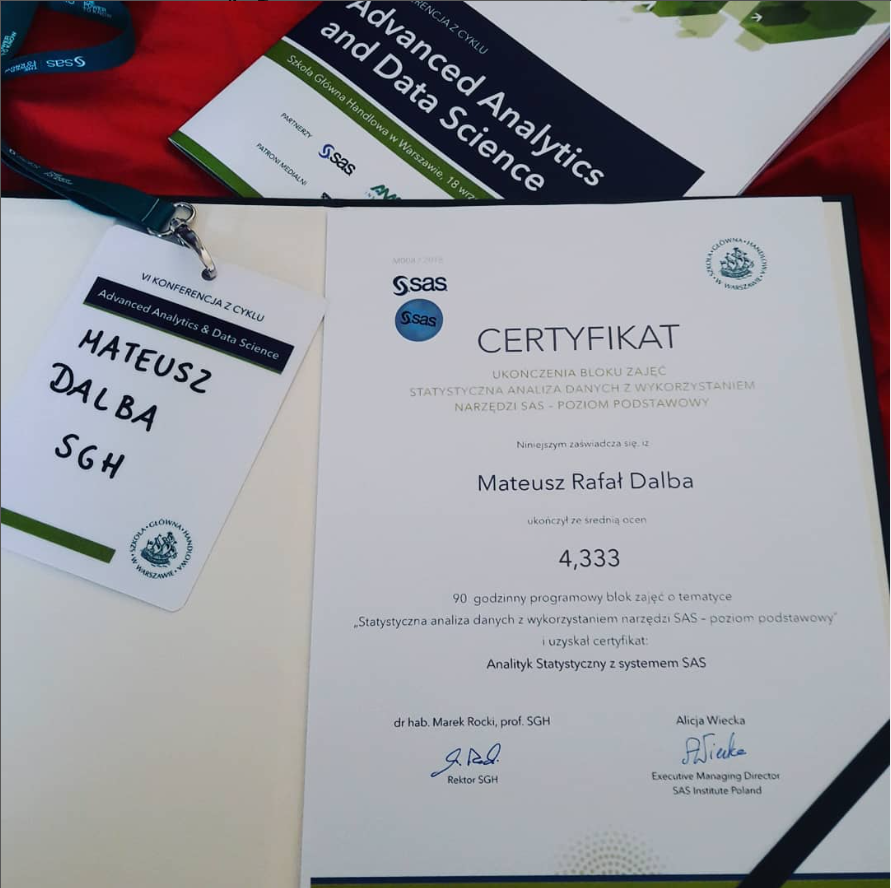 KONFERENCJA Z CYKLU
Advanced Analytics
and Data Science
Szkoła Główna Handlowa w Warszawie, 18
PARTNERZY
sas
PATRONI MEDIALNI
sas
VI KONFERENCJA Z CYKLU
Advanced Analytics & Data Science
MATEUSZ
DALBA
SGH
SZKOŁA • GŁÓWNA • HANDLOWA
W WARSZAWIE
sas
sas
SZKOŁA • GŁÓWNA • HANDLOWA
W WARSZAWIE
CERTYFIKAT
UKOŃCZENIA BLOKU ZAJĘĆ
STATYSTYCZNA ANALIZA DANYCH Z WYKORZYSTANIEM
NARZĘDZI SAS – POZIOM PODSTAWOWY
Niniejszym zaświadcza się, iż
Mateusz Rafał Dalba
ukończył ze średnią ocen
4,333
90 godzinny programowy blok zajęć o tematyce
„Statystyczna analiza danych z wykorzystaniem narzędzi SAS – poziom podstawowy”
i uzyskał certyfikat:
Analityk Statystyczny z systemem SAS
dr hab. Marek Rocki, prof. SGH
Rektor SGH
Alicja Wiecka
AWiecka
Executive Managing Director
SAS Institute Poland